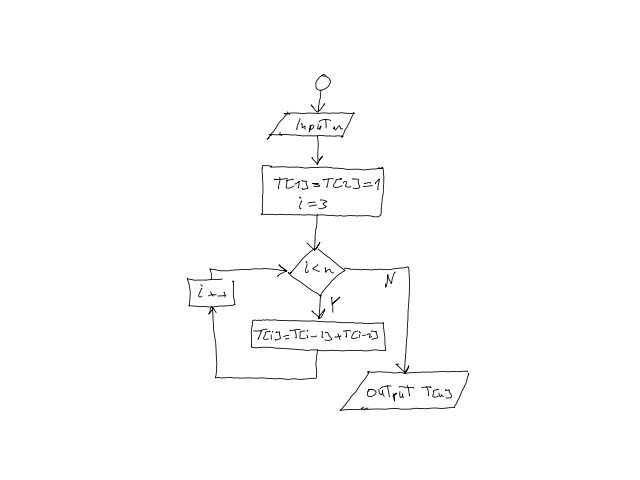 Input n
T[1]=T[2]=1
i=3
i<n
N
i++
Y
T[i]=T[i-1]+T[i-2]
OUTPUT T[n]